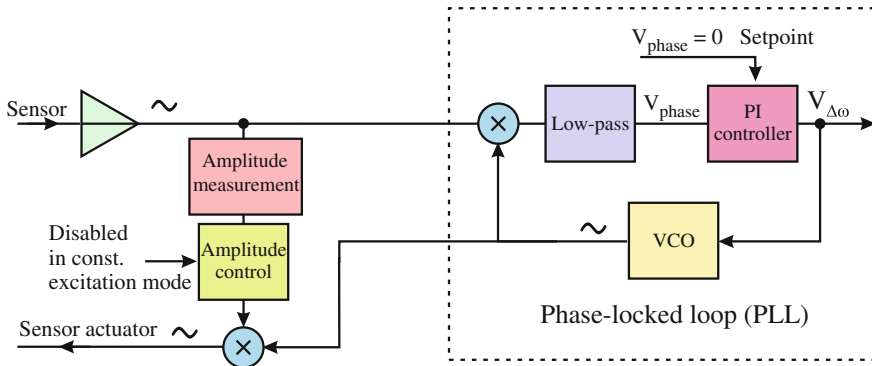 V_phase = 0 Setpoint
Sensor
∼
×
Low-pass
V_phase
PI
controller
V_Δω
Amplitude
measurement
Disabled
in const.
excitation mode
Amplitude
control
∼
VCO
Phase-locked loop (PLL)
Sensor actuator
∼
×